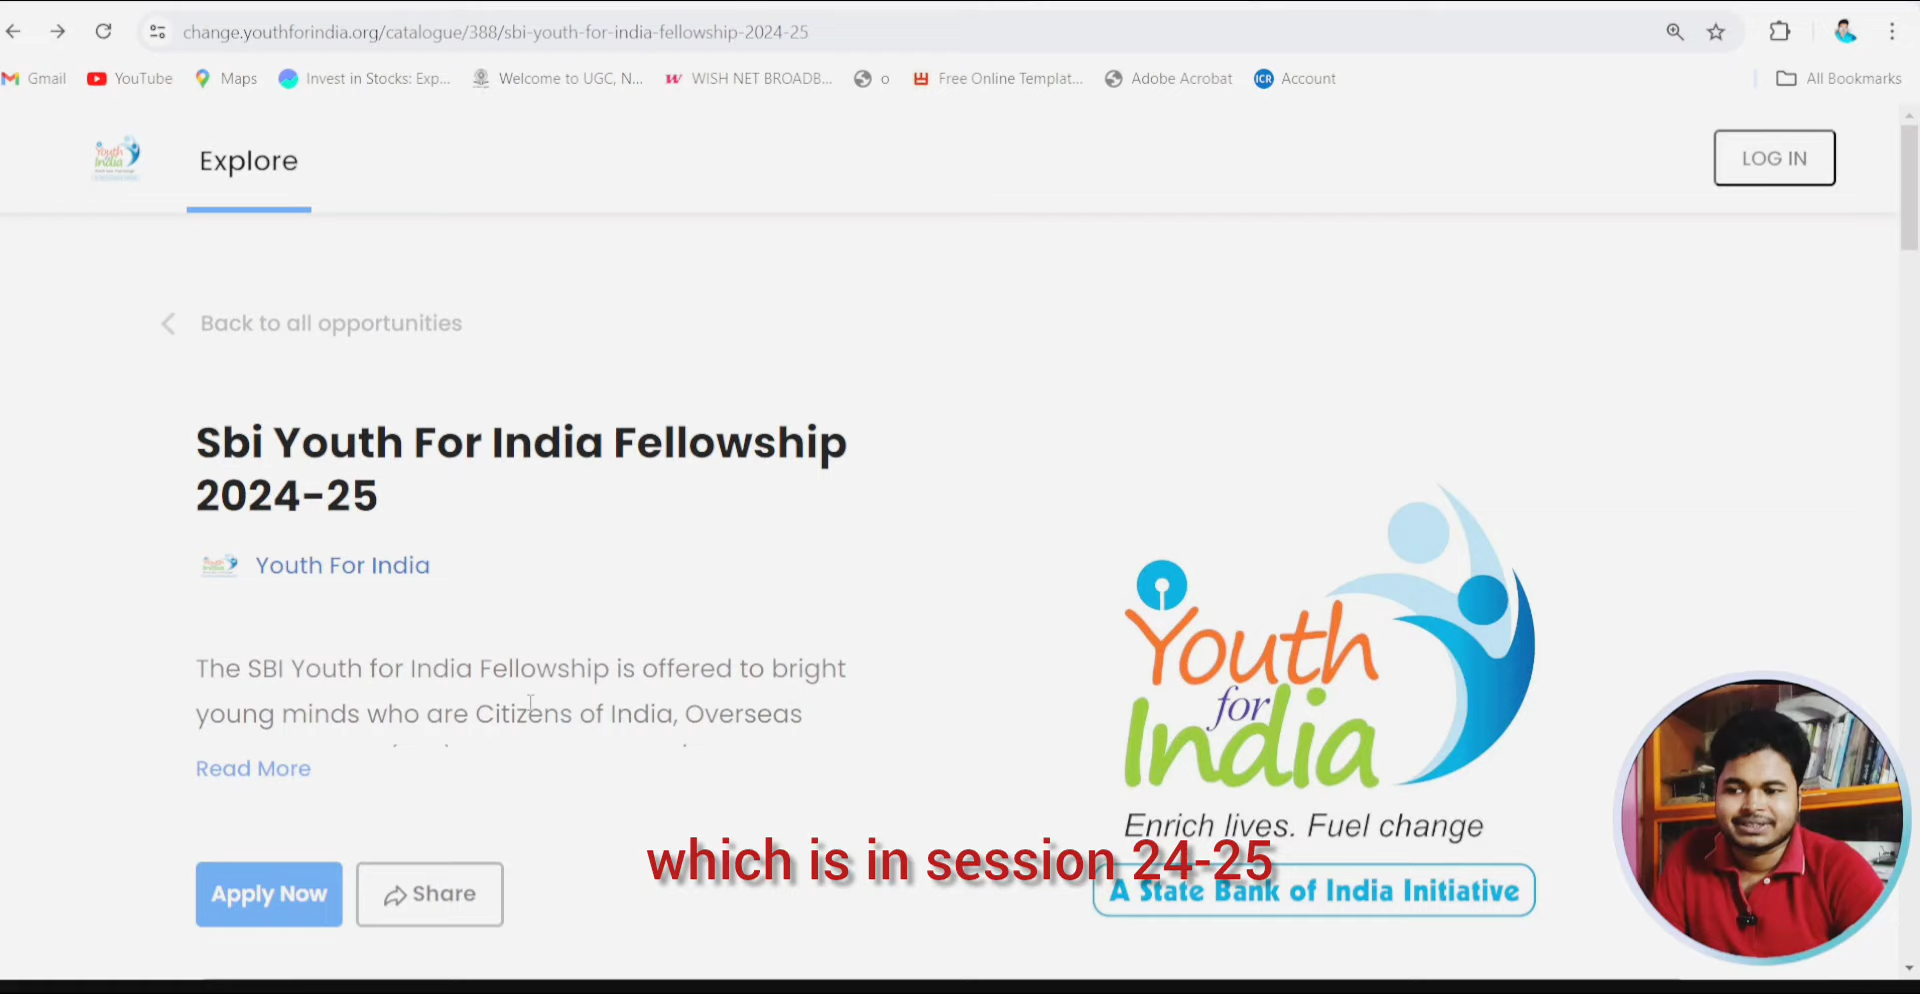 change.youthforindia.org/catalogue/388/sbi-youth-for-india-fellowship-2024-25
Gmail YouTube Maps Invest in Stocks: Exp... Welcome to UGC, N... WISH NET BROADB... o Free Online Templat... Adobe Acrobat ICR Account All Bookmarks
Youth India Explore LOG IN
Back to all opportunities
Sbi Youth For India Fellowship
2024-25
Youth For India
The SBI Youth for India Fellowship is offered to bright
young minds who are Citizens of India, Overseas
Read More
Apply Now Share
Youth
for
India
Enrich lives. Fuel change
A State Bank of India Initiative
which is in session 24-25